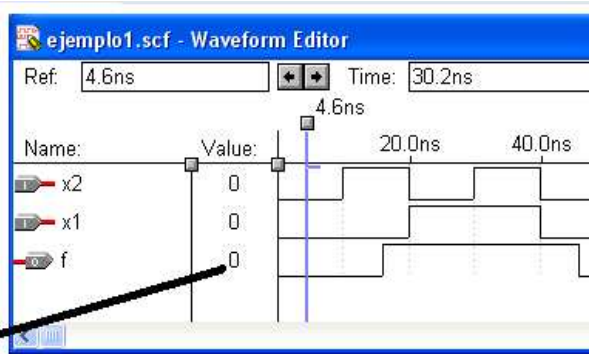 ejemplo1.scf - Waveform Editor
Ref: 4.6ns Time: 30.2ns
4.6ns
Name: Value: 20.0ns 40.0ns
x2 0
x1 0
f 0